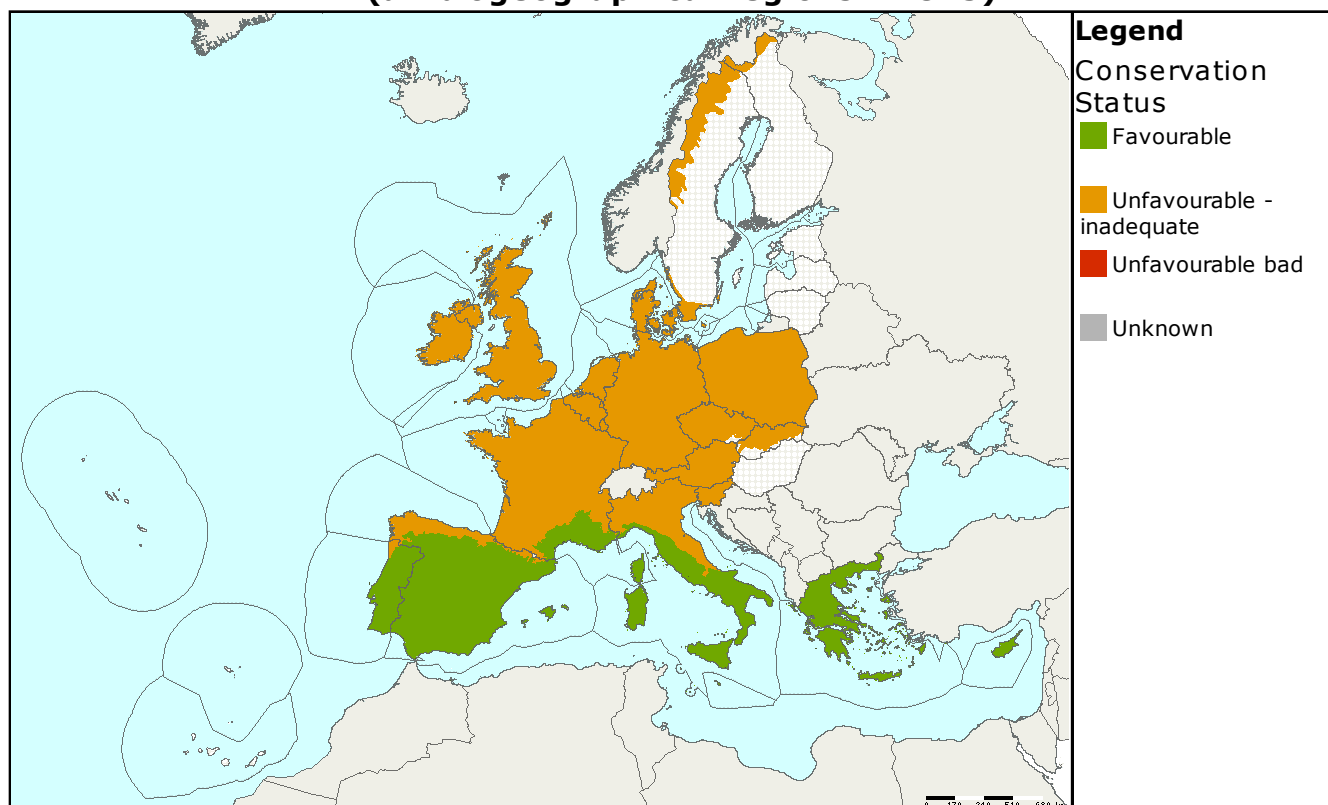 Legend
Conservation
Status
Favourable
Unfavourable -
inadequate
Unfavourable bad
Unknown